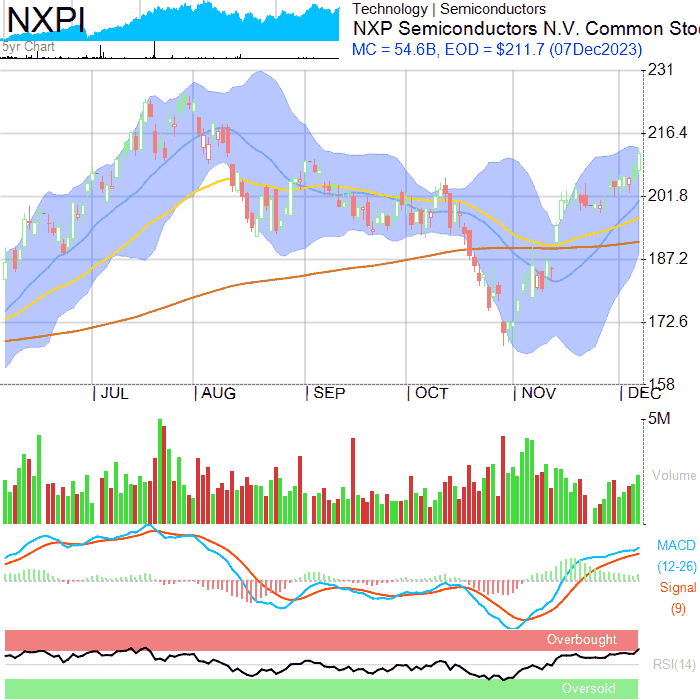 NXPI
5yr Chart
Technology | Semiconductors
NXP Semiconductors N.V. Common Sto
MC = 54.6B, EOD = $211.7 (07Dec2023)
231
216.4
201.8
187.2
172.6
158
JUL AUG SEP OCT NOV DEC
5M
Volume
MACD
(12-26)
Signal
(9)
Overbought
RSI(14)
Oversold